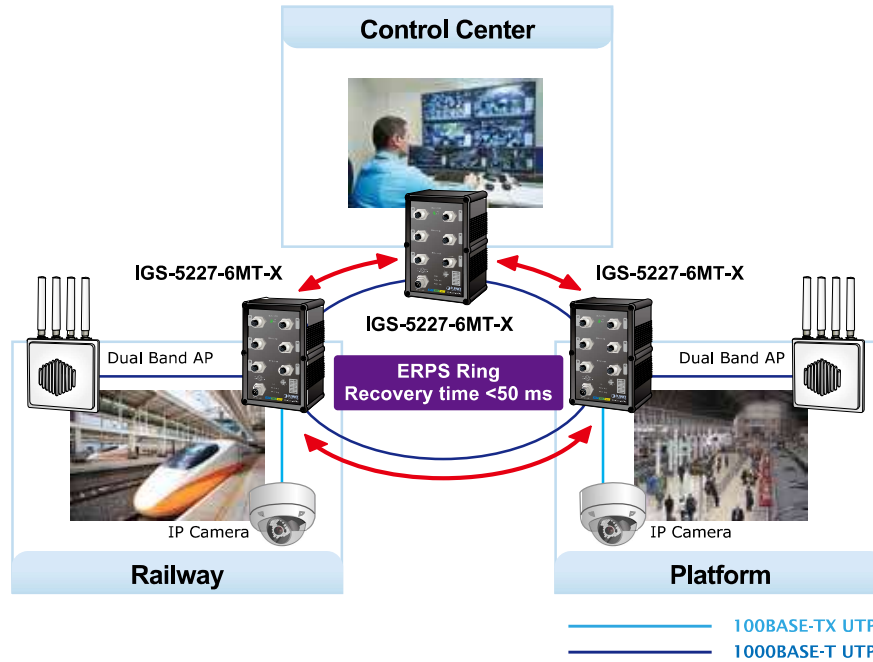 Control Center
IGS-5227-6MT-X
IGS-5227-6MT-X
IGS-5227-6MT-X
Dual Band AP
Dual Band AP
ERPS Ring
Recovery time <50 ms
IP Camera
IP Camera
Railway
Platform
100BASE-TX UTP
1000BASE-T UTP